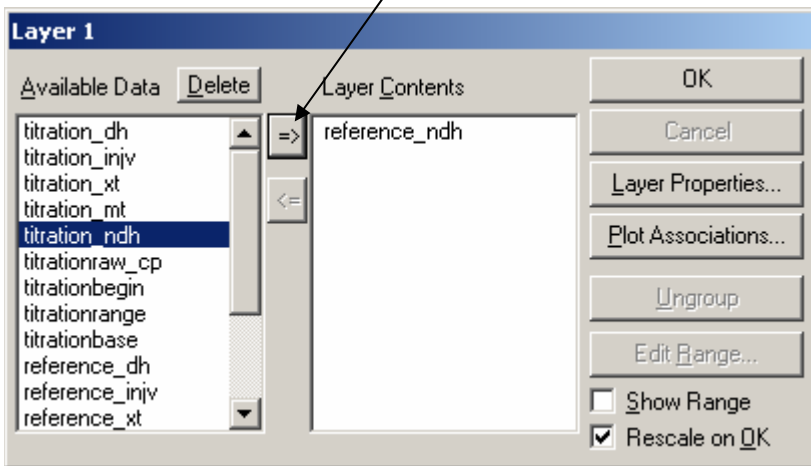 Layer 1
Available Data
Delete
Layer Contents
OK
titration_dh
titration_injv
titration_xt
titration_mt
titration_ndh
titrationraw_cp
titrationbegin
titrationrange
titrationbase
reference_dh
reference_injv
reference_xt
=>
<=
reference_ndh
Cancel
Layer Properties...
Plot Associations...
Ungroup
Edit Range...
Show Range
Rescale on OK